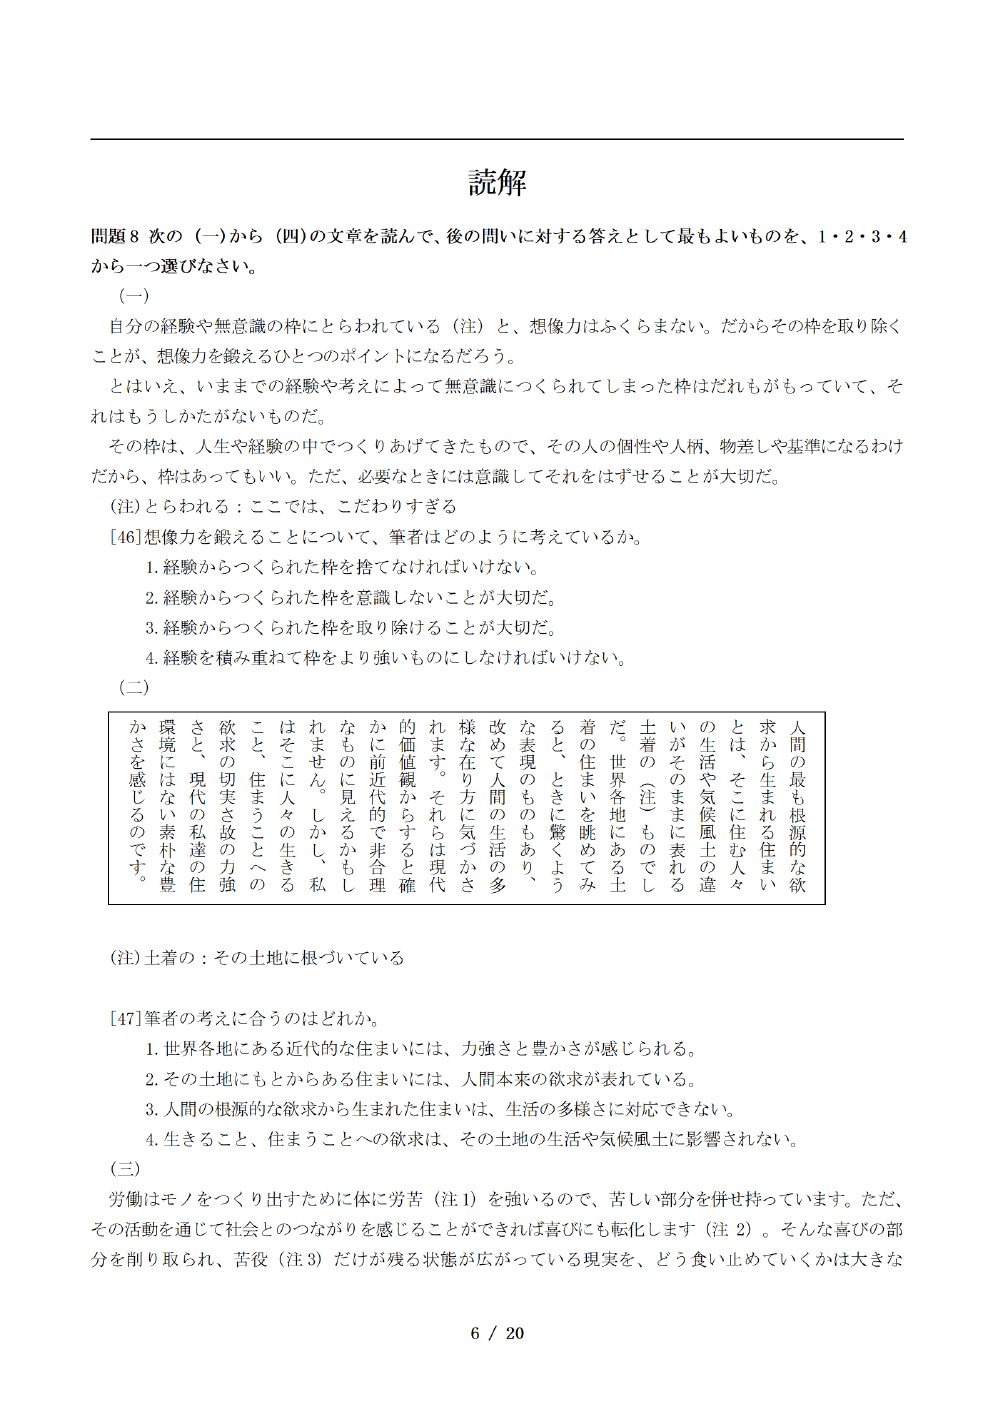 読解
問題8 次の（一）から（四）の文章を読んで、後の問いに対する答えとして最もよいものを、1・2・3・4
から一つ選びなさい。
（一）
自分の経験や無意識の枠にとらわれている（注）と、想像力はふくらまない。だからその枠を取り除く
ことが、想像力を鍛えるひとつのポイントになるだろう。
とはいえ、いままでの経験や考えによって無意識につくられてしまった枠はだれもがもっていて、そ
れはもうしかたがないものだ。
その枠は、人生や経験の中でつくりあげてきたもので、その人の個性や人柄、物差しや基準になるわけ
だから、枠はあってもいい。ただ、必要なときには意識してそれをはずせることが大切だ。
(注)とらわれる：ここでは、こだわりすぎる
[46]想像力を鍛えることについて、筆者はどのように考えているか。
1.経験からつくられた枠を捨てなければいけない。
2.経験からつくられた枠を意識しないことが大切だ。
3.経験からつくられた枠を取り除けることが大切だ。
4.経験を積み重ねて枠をより強いものにしなければいけない。
（二）
人間の最も根源的な欲
求から生まれる住まい
とは、そこに住む人々
の生活や気候風土の違
いがそのままに表れる
土着の（注）ものでし
だ。世界各地にある土
着の住まいを眺めてみ
ると、ときに驚くよう
な表現のものもあり、
改めて人間の生活の多
様な在り方に気づかさ
れます。それらは現代
的価値観からすると確
かに前近代的で非合理
なものに見えるかもし
れません。しかし、私
はそこに人々の生きる
こと、住まうことへの
欲求の切実さ故の力強
さと、現代の私達の住
環境にはない素朴な豊
かさを感じるのです。
(注)土着の：その土地に根づいている
[47]筆者の考えに合うのはどれか。
1.世界各地にある近代的な住まいには、力強さと豊かさが感じられる。
2.その土地にもとからある住まいには、人間本来の欲求が表れている。
3.人間の根源的な欲求から生まれた住まいは、生活の多様さに対応できない。
4.生きること、住まうことへの欲求は、その土地の生活や気候風土に影響されない。
（三）
労働はモノをつくり出すために体に労苦（注1）を強いるので、苦しい部分を併せ持っています。ただ、
その活動を通じて社会とのつながりを感じることができれば喜びにも転化します（注 2）。そんな喜びの部
分を削り取られ、苦役（注3）だけが残る状態が広がっている現実を、どう食い止めていくかは大きな
6 / 20